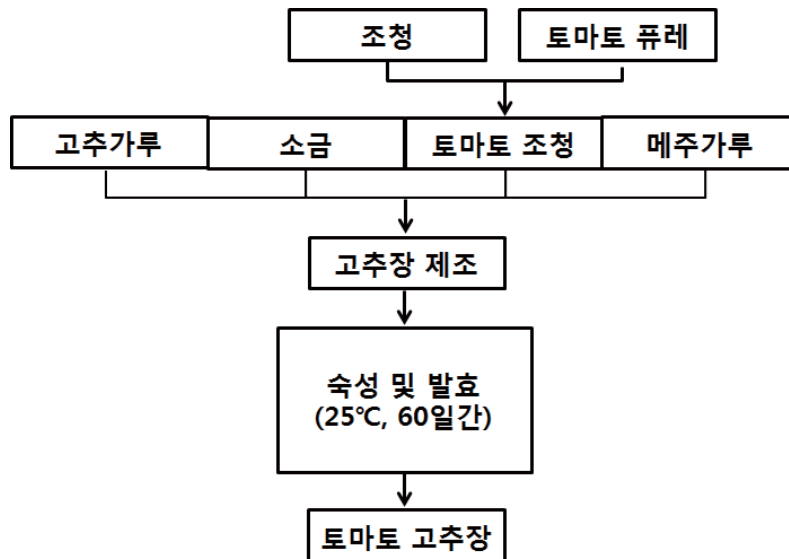 조청
토마토 퓨레
고추가루
소금
토마토 조청
메주가루
고추장 제조
숙성 및 발효
(25℃, 60일간)
토마토 고추장